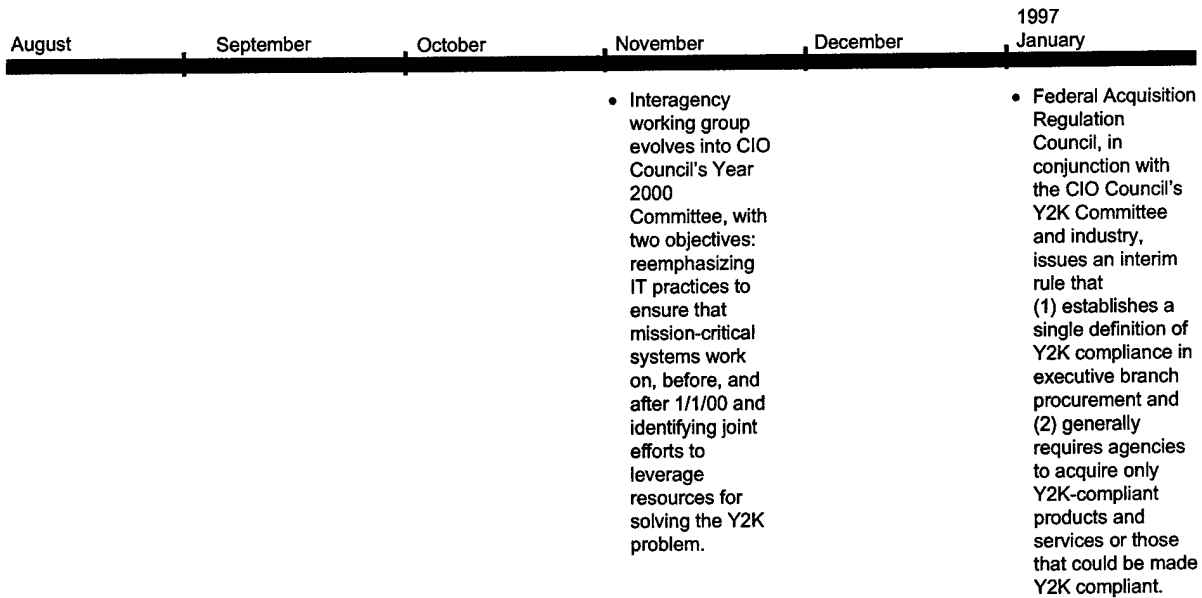 1997
August September October November December January
• Interagency
working group
evolves into CIO
Council's Year
2000
Committee, with
two objectives:
reemphasizing
IT practices to
ensure that
mission-critical
systems work
on, before, and
after 1/1/00 and
identifying joint
efforts to
leverage
resources for
solving the Y2K
problem.
• Federal Acquisition
Regulation
Council, in
conjunction with
the CIO Council's
Y2K Committee
and industry,
issues an interim
rule that
(1) establishes a
single definition of
Y2K compliance in
executive branch
procurement and
(2) generally
requires agencies
to acquire only
Y2K-compliant
products and
services or those
that could be made
Y2K compliant.